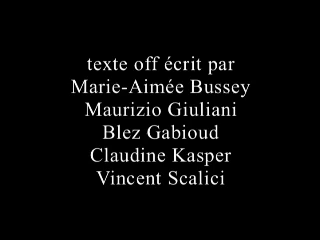 texte off écrit par
Marie-Aimée Bussey
Maurizio Giuliani
Blez Gabioud
Claudine Kasper
Vincent Scalici